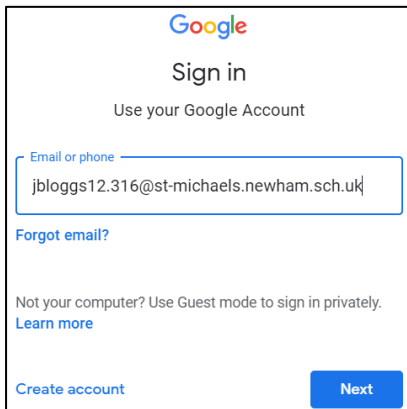 Google
Sign in
Use your Google Account
Email or phone
jbloggs12.316@st-michaels.newham.sch.uk
Forgot email?
Not your computer? Use Guest mode to sign in privately.
Learn more
Create account
Next